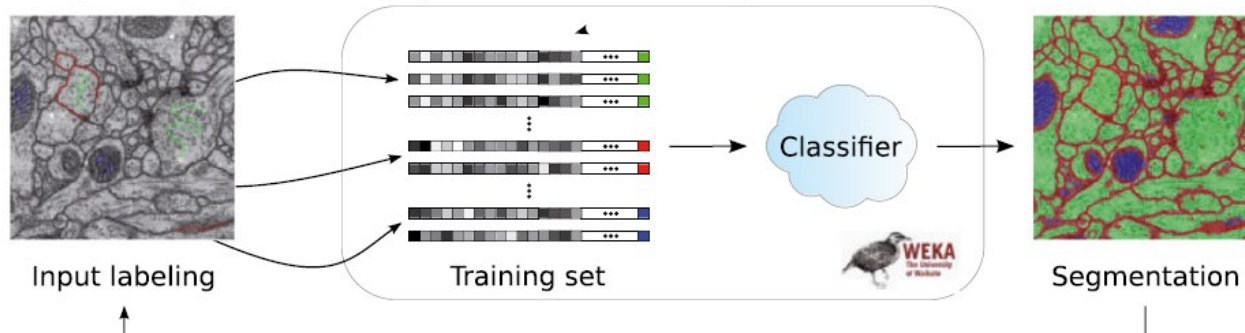 Classifier
WEKA
The University
of Waikato
Input labeling
Training set
Segmentation